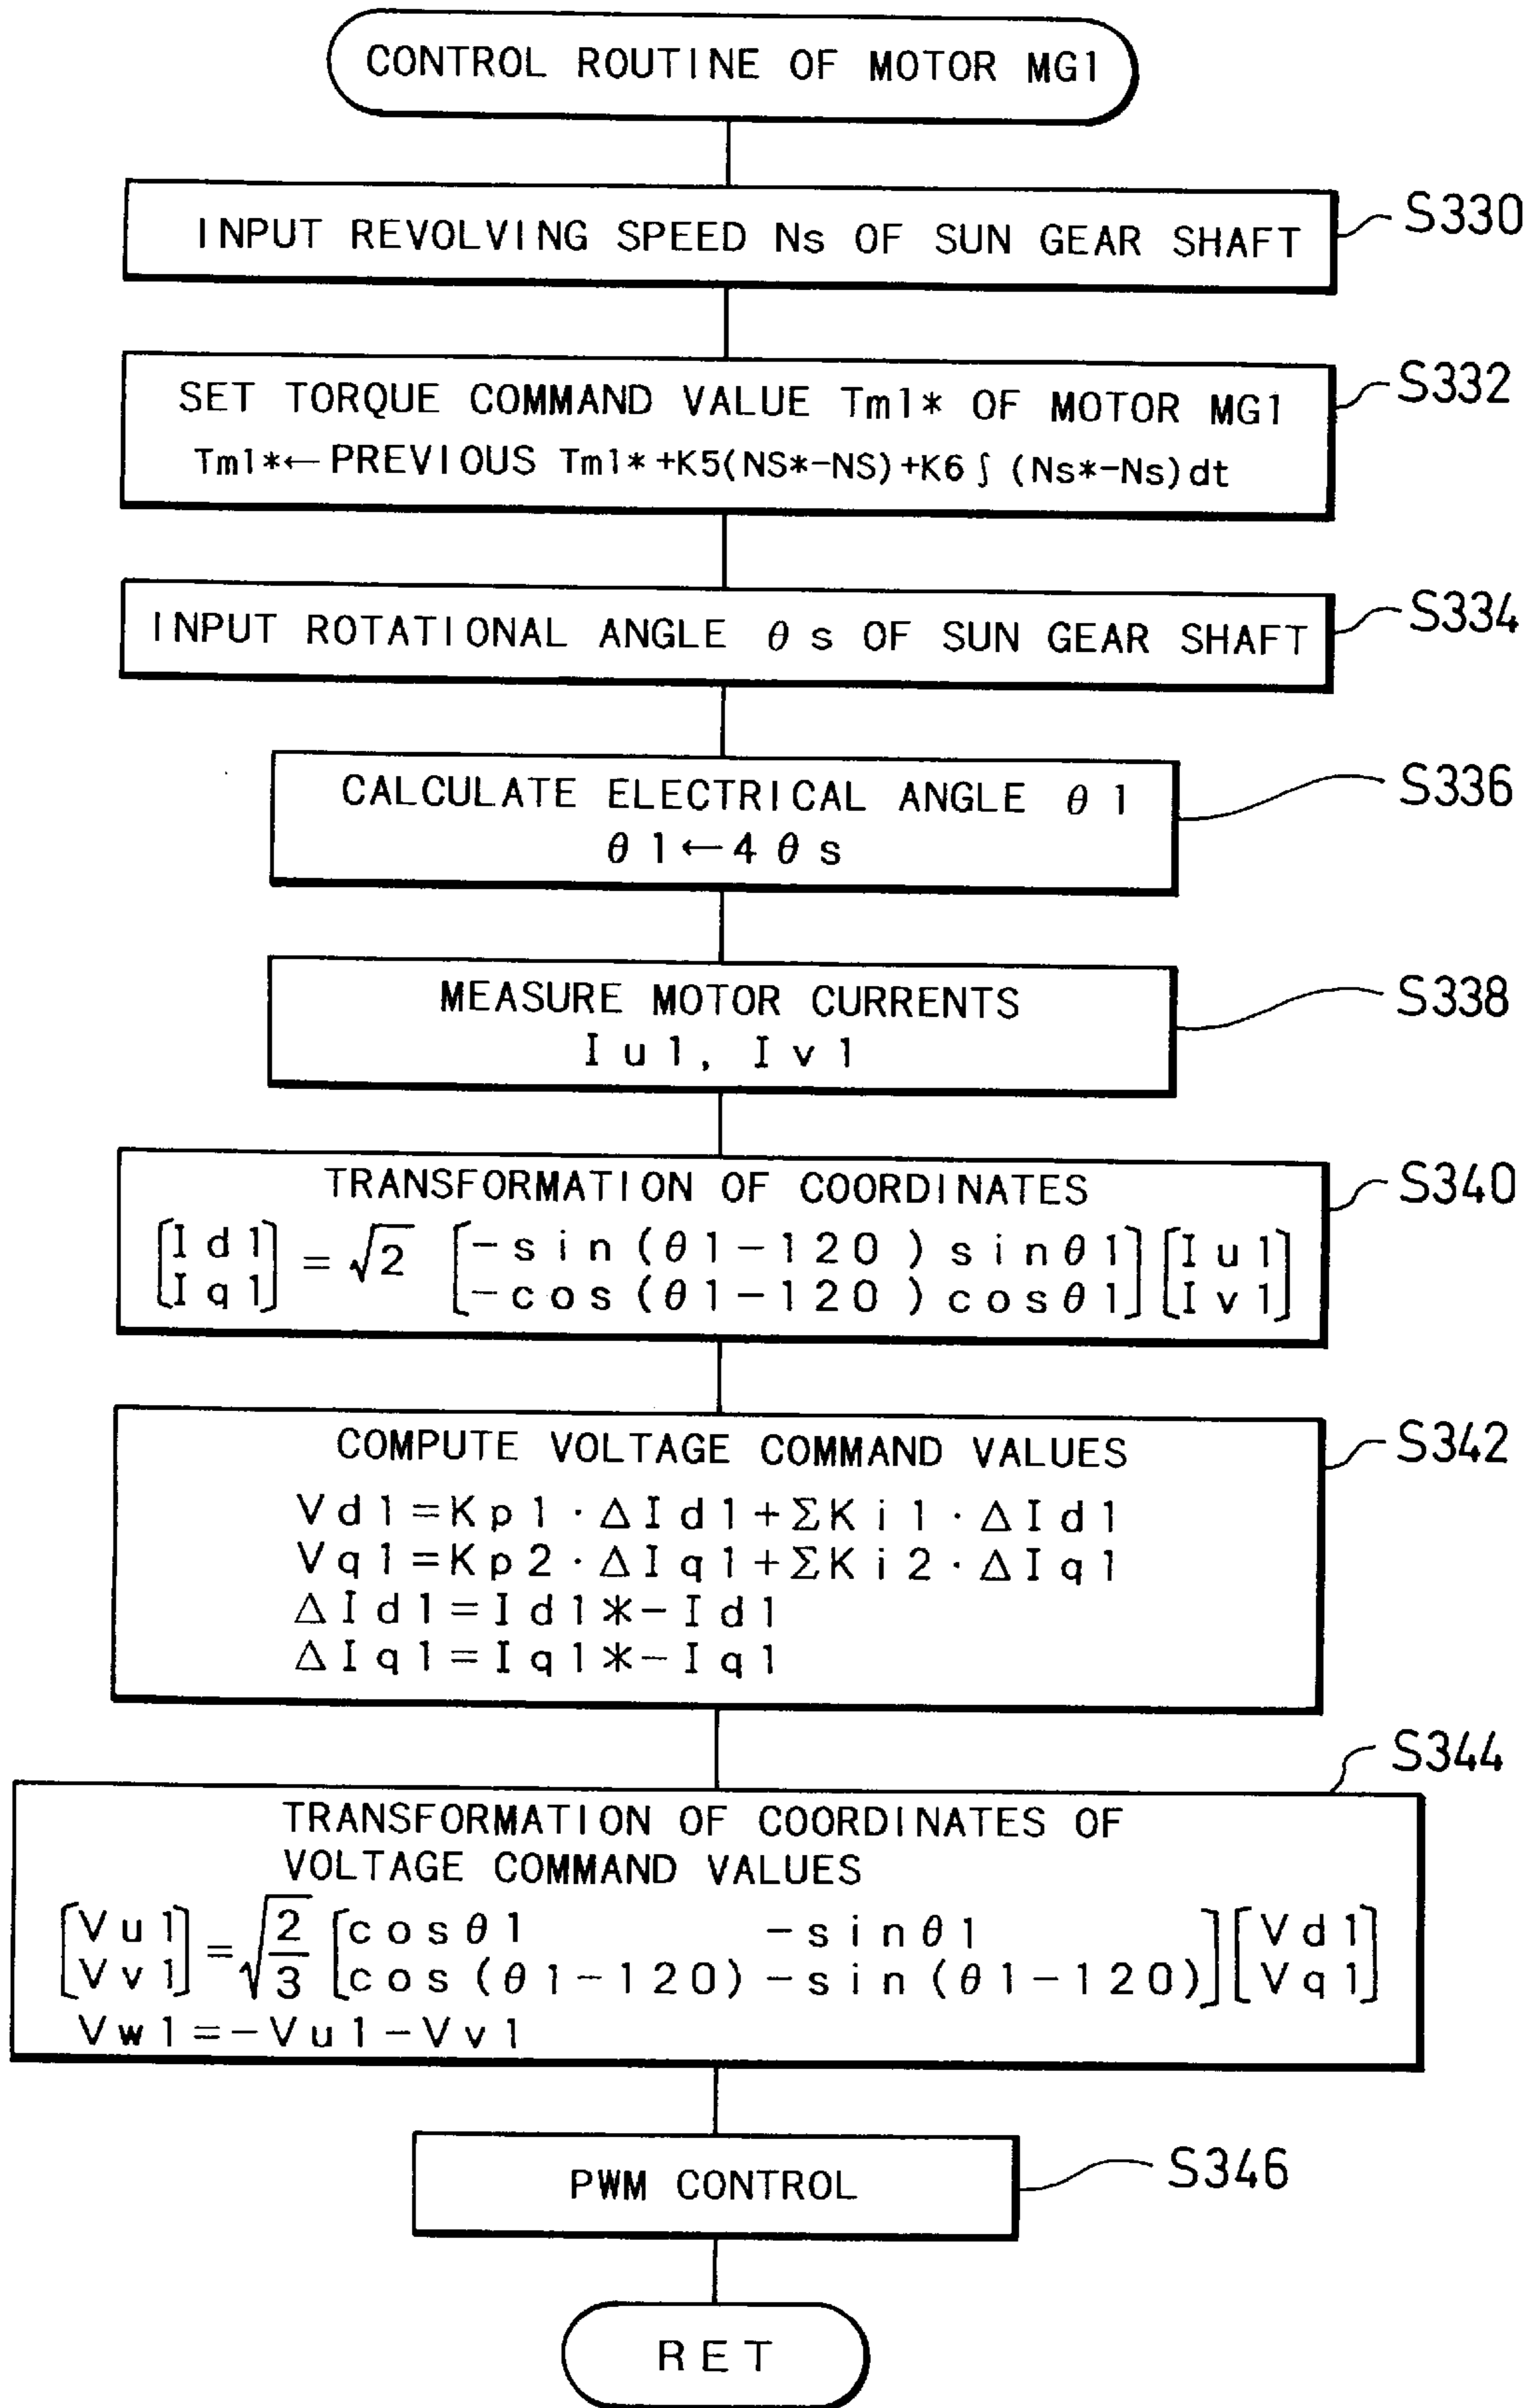 CONTROL ROUTINE OF MOTOR MG1
INPUT REVOLVING SPEED Ns OF SUN GEAR SHAFT
S330
SET TORQUE COMMAND VALUE Tm1* OF MOTOR MG1
Tm1*←PREVIOUS Tm1*+K5(NS*-NS)+K6∫(Ns*-Ns)dt
S332
INPUT ROTATIONAL ANGLE θs OF SUN GEAR SHAFT
S334
CALCULATE ELECTRICAL ANGLE θ1
θ1←4θs
S336
MEASURE MOTOR CURRENTS
Iu1, Iv1
S338
TRANSFORMATION OF COORDINATES
[Id1] = √2 [-sin(θ1-120) sinθ1] [Iu1]
[Iq1] [-cos(θ1-120) cosθ1] [Iv1]
S340
COMPUTE VOLTAGE COMMAND VALUES
Vd1=Kp1·ΔId1+ΣKi1·ΔId1
Vq1=Kp2·ΔIq1+ΣKi2·ΔIq1
ΔId1=Id1*-Id1
ΔIq1=Iq1*-Iq1
S342
TRANSFORMATION OF COORDINATES OF
VOLTAGE COMMAND VALUES
[Vu1] = √2/3 [cosθ1 -sinθ1] [Vd1]
[Vv1] [cos(θ1-120) -sin(θ1-120)] [Vq1]
Vw1=-Vu1-Vv1
S344
PWM CONTROL
S346
RET